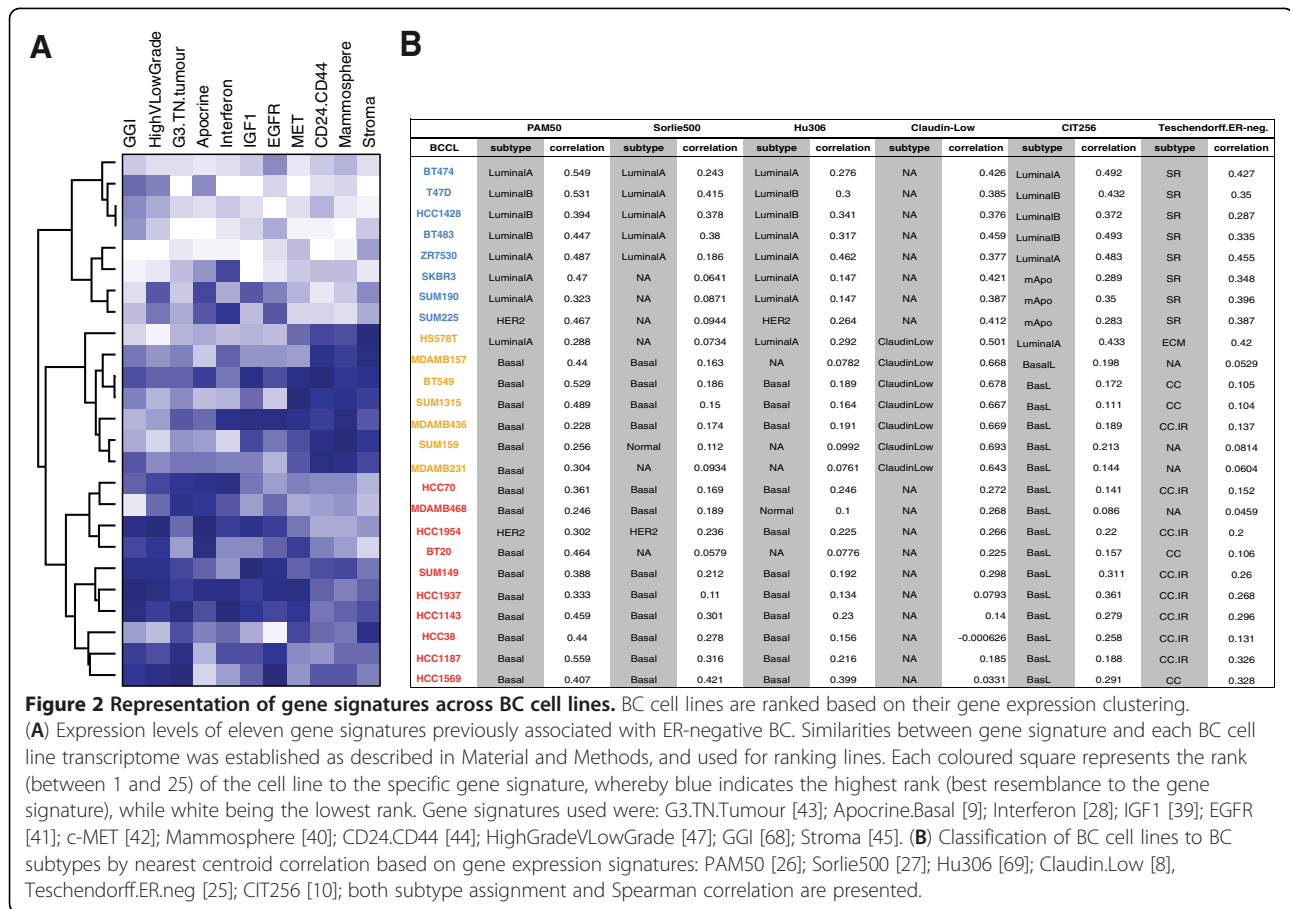 A
B
GGI
HighVLowGrade
G3.TN.tumour
Apocrine
Interferon
IGF1
EGFR
MET
CD24.CD44
Mammosphere
Stroma
PAM50 Sorlie500 Hu306 Claudin-Low CIT256 Teschendorff.ER-neg.
BCCL subtype correlation subtype correlation subtype correlation subtype correlation subtype correlation subtype correlation
BT474 LuminalA 0.549 LuminalA 0.243 LuminalA 0.276 NA 0.426 LuminalA 0.492 SR 0.427
T47D LuminalB 0.531 LuminalA 0.415 LuminalB 0.3 NA 0.385 LuminalB 0.432 SR 0.35
HCC1428 LuminalB 0.394 LuminalA 0.378 LuminalB 0.341 NA 0.376 LuminalB 0.372 SR 0.287
BT483 LuminalB 0.447 LuminalA 0.38 LuminalA 0.317 NA 0.459 LuminalB 0.493 SR 0.335
ZR7530 LuminalA 0.487 LuminalA 0.186 LuminalA 0.462 NA 0.377 LuminalA 0.483 SR 0.455
SKBR3 LuminalA 0.47 NA 0.0641 LuminalA 0.147 NA 0.421 mApo 0.289 SR 0.348
SUM190 LuminalA 0.323 NA 0.0871 LuminalA 0.147 NA 0.387 mApo 0.35 SR 0.396
SUM225 HER2 0.467 NA 0.0944 HER2 0.264 NA 0.412 mApo 0.283 SR 0.387
HS578T LuminalA 0.288 NA 0.0734 LuminalA 0.292 ClaudinLow 0.501 LuminalA 0.433 ECM 0.42
MDAMB157 Basal 0.44 Basal 0.163 NA 0.0782 ClaudinLow 0.668 BasalL 0.198 NA 0.0529
BT549 Basal 0.529 Basal 0.186 Basal 0.189 ClaudinLow 0.678 BasL 0.172 CC 0.105
SUM1315 Basal 0.489 Basal 0.15 Basal 0.164 ClaudinLow 0.667 BasL 0.111 CC 0.104
MDAMB436 Basal 0.228 Basal 0.174 Basal 0.191 ClaudinLow 0.669 BasL 0.189 CC.IR 0.137
SUM159 Basal 0.256 Normal 0.112 NA 0.0992 ClaudinLow 0.693 BasL 0.213 NA 0.0814
MDAMB231 Basal 0.304 NA 0.0934 NA 0.0761 ClaudinLow 0.643 BasL 0.144 NA 0.0604
HCC70 Basal 0.361 Basal 0.169 Basal 0.246 NA 0.272 BasL 0.141 CC.IR 0.152
MDAMB468 Basal 0.246 Basal 0.189 Normal 0.1 NA 0.268 BasL 0.086 NA 0.0459
HCC1954 HER2 0.302 HER2 0.236 Basal 0.225 NA 0.266 BasL 0.22 CC.IR 0.2
BT20 Basal 0.464 NA 0.0579 NA 0.0776 NA 0.225 BasL 0.157 CC 0.106
SUM149 Basal 0.388 Basal 0.212 Basal 0.192 NA 0.298 BasL 0.311 CC.IR 0.26
HCC1937 Basal 0.333 Basal 0.11 Basal 0.134 NA 0.0793 BasL 0.361 CC.IR 0.268
HCC1143 Basal 0.459 Basal 0.301 Basal 0.23 NA 0.14 BasL 0.279 CC.IR 0.296
HCC38 Basal 0.44 Basal 0.278 Basal 0.156 NA -0.000626 BasL 0.258 CC.IR 0.131
HCC1187 Basal 0.559 Basal 0.316 Basal 0.216 NA 0.185 BasL 0.188 CC.IR 0.326
HCC1569 Basal 0.407 Basal 0.421 Basal 0.399 NA 0.0331 BasL 0.291 CC 0.328
Figure 2 Representation of gene signatures across BC cell lines. BC cell lines are ranked based on their gene expression clustering.
(A) Expression levels of eleven gene signatures previously associated with ER-negative BC. Similarities between gene signature and each BC cell
line transcriptome was established as described in Material and Methods, and used for ranking lines. Each coloured square represents the rank
(between 1 and 25) of the cell line to the specific gene signature, whereby blue indicates the highest rank (best resemblance to the gene
signature), while white being the lowest rank. Gene signatures used were: G3.TN.Tumour [43]; Apocrine.Basal [9]; Interferon [28]; IGF1 [39]; EGFR
[41]; c-MET [42]; Mammosphere [40]; CD24.CD44 [44]; HighGradeVLowGrade [47]; GGI [68]; Stroma [45]. (B) Classification of BC cell lines to BC
subtypes by nearest centroid correlation based on gene expression signatures: PAM50 [26]; Sorlie500 [27]; Hu306 [69]; Claudin.Low [8],
Teschendorff.ER.neg [25]; CIT256 [10]; both subtype assignment and Spearman correlation are presented.